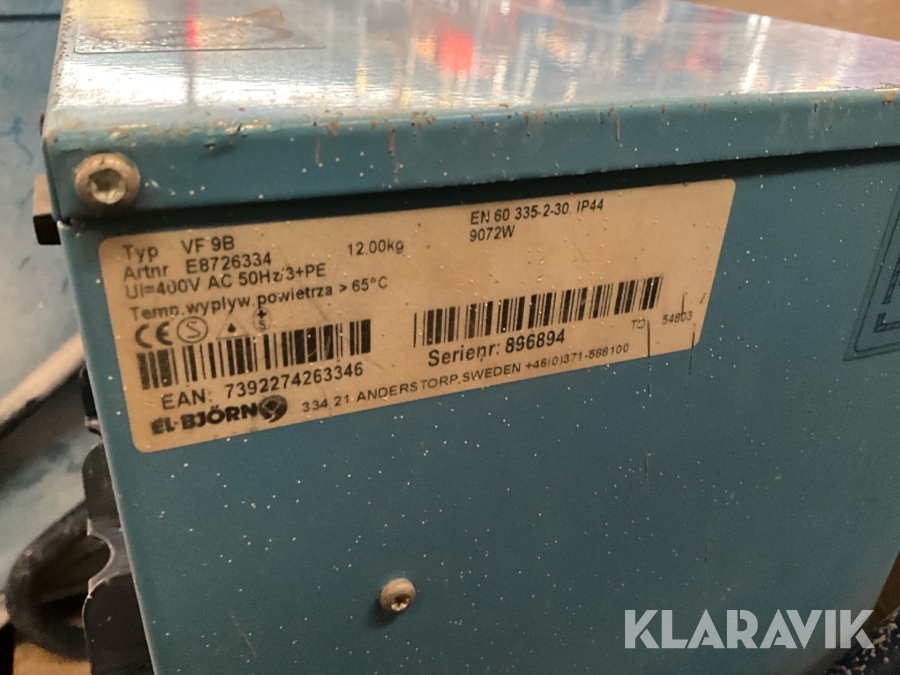 Typ VF 9B 12.00kg
EN 60 335-2-30, IP44
Artnr E8726334
9072W
UI=400V AC 50Hz/3+PE
Temp.wyplyw.powietrza > 65°C
CE S S
EAN: 7392274263346
Serienr: 896894
TO 54803
EL-BJÖRN 334 21 ANDERSTORP.SWEDEN +46(0)371-588100
KLARAVIK